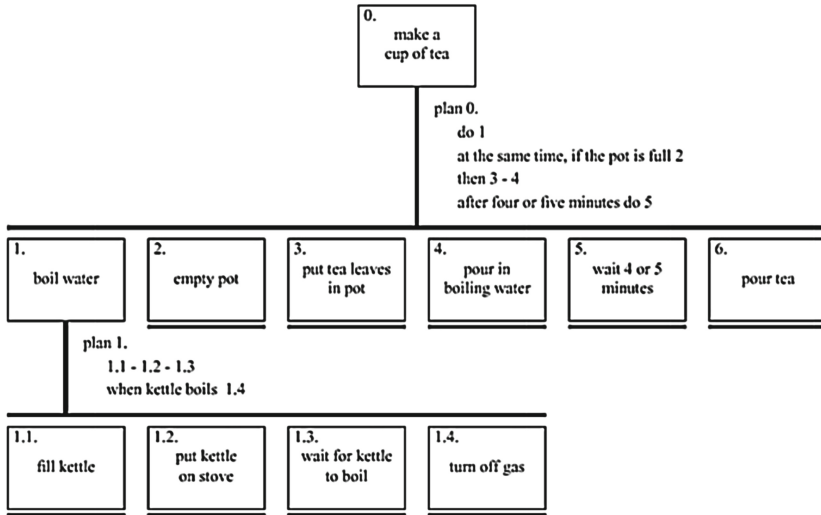 0.
make a
cup of tea
plan 0.
do 1
at the same time, if the pot is full 2
then 3 - 4
after four or five minutes do 5
1.
boil water
2.
empty pot
3.
put tea leaves
in pot
4.
pour in
boiling water
5.
wait 4 or 5
minutes
6.
pour tea
plan 1.
1.1 - 1.2 - 1.3
when kettle boils 1.4
1.1.
fill kettle
1.2.
put kettle
on stove
1.3.
wait for kettle
to boil
1.4.
turn off gas